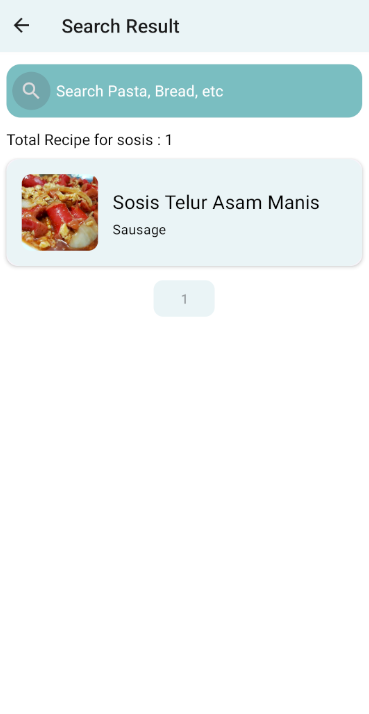 Search Result
Search Pasta, Bread, etc
Total Recipe for sosis : 1
Sosis Telur Asam Manis
Sausage
1